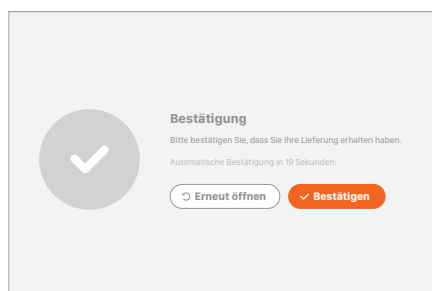 Bestätigung
Bitte bestätigen Sie, dass Sie Ihre Lieferung erhalten haben.
Automatische Bestätigung in 19 Sekunden.
Erneut öffnen
Bestätigen